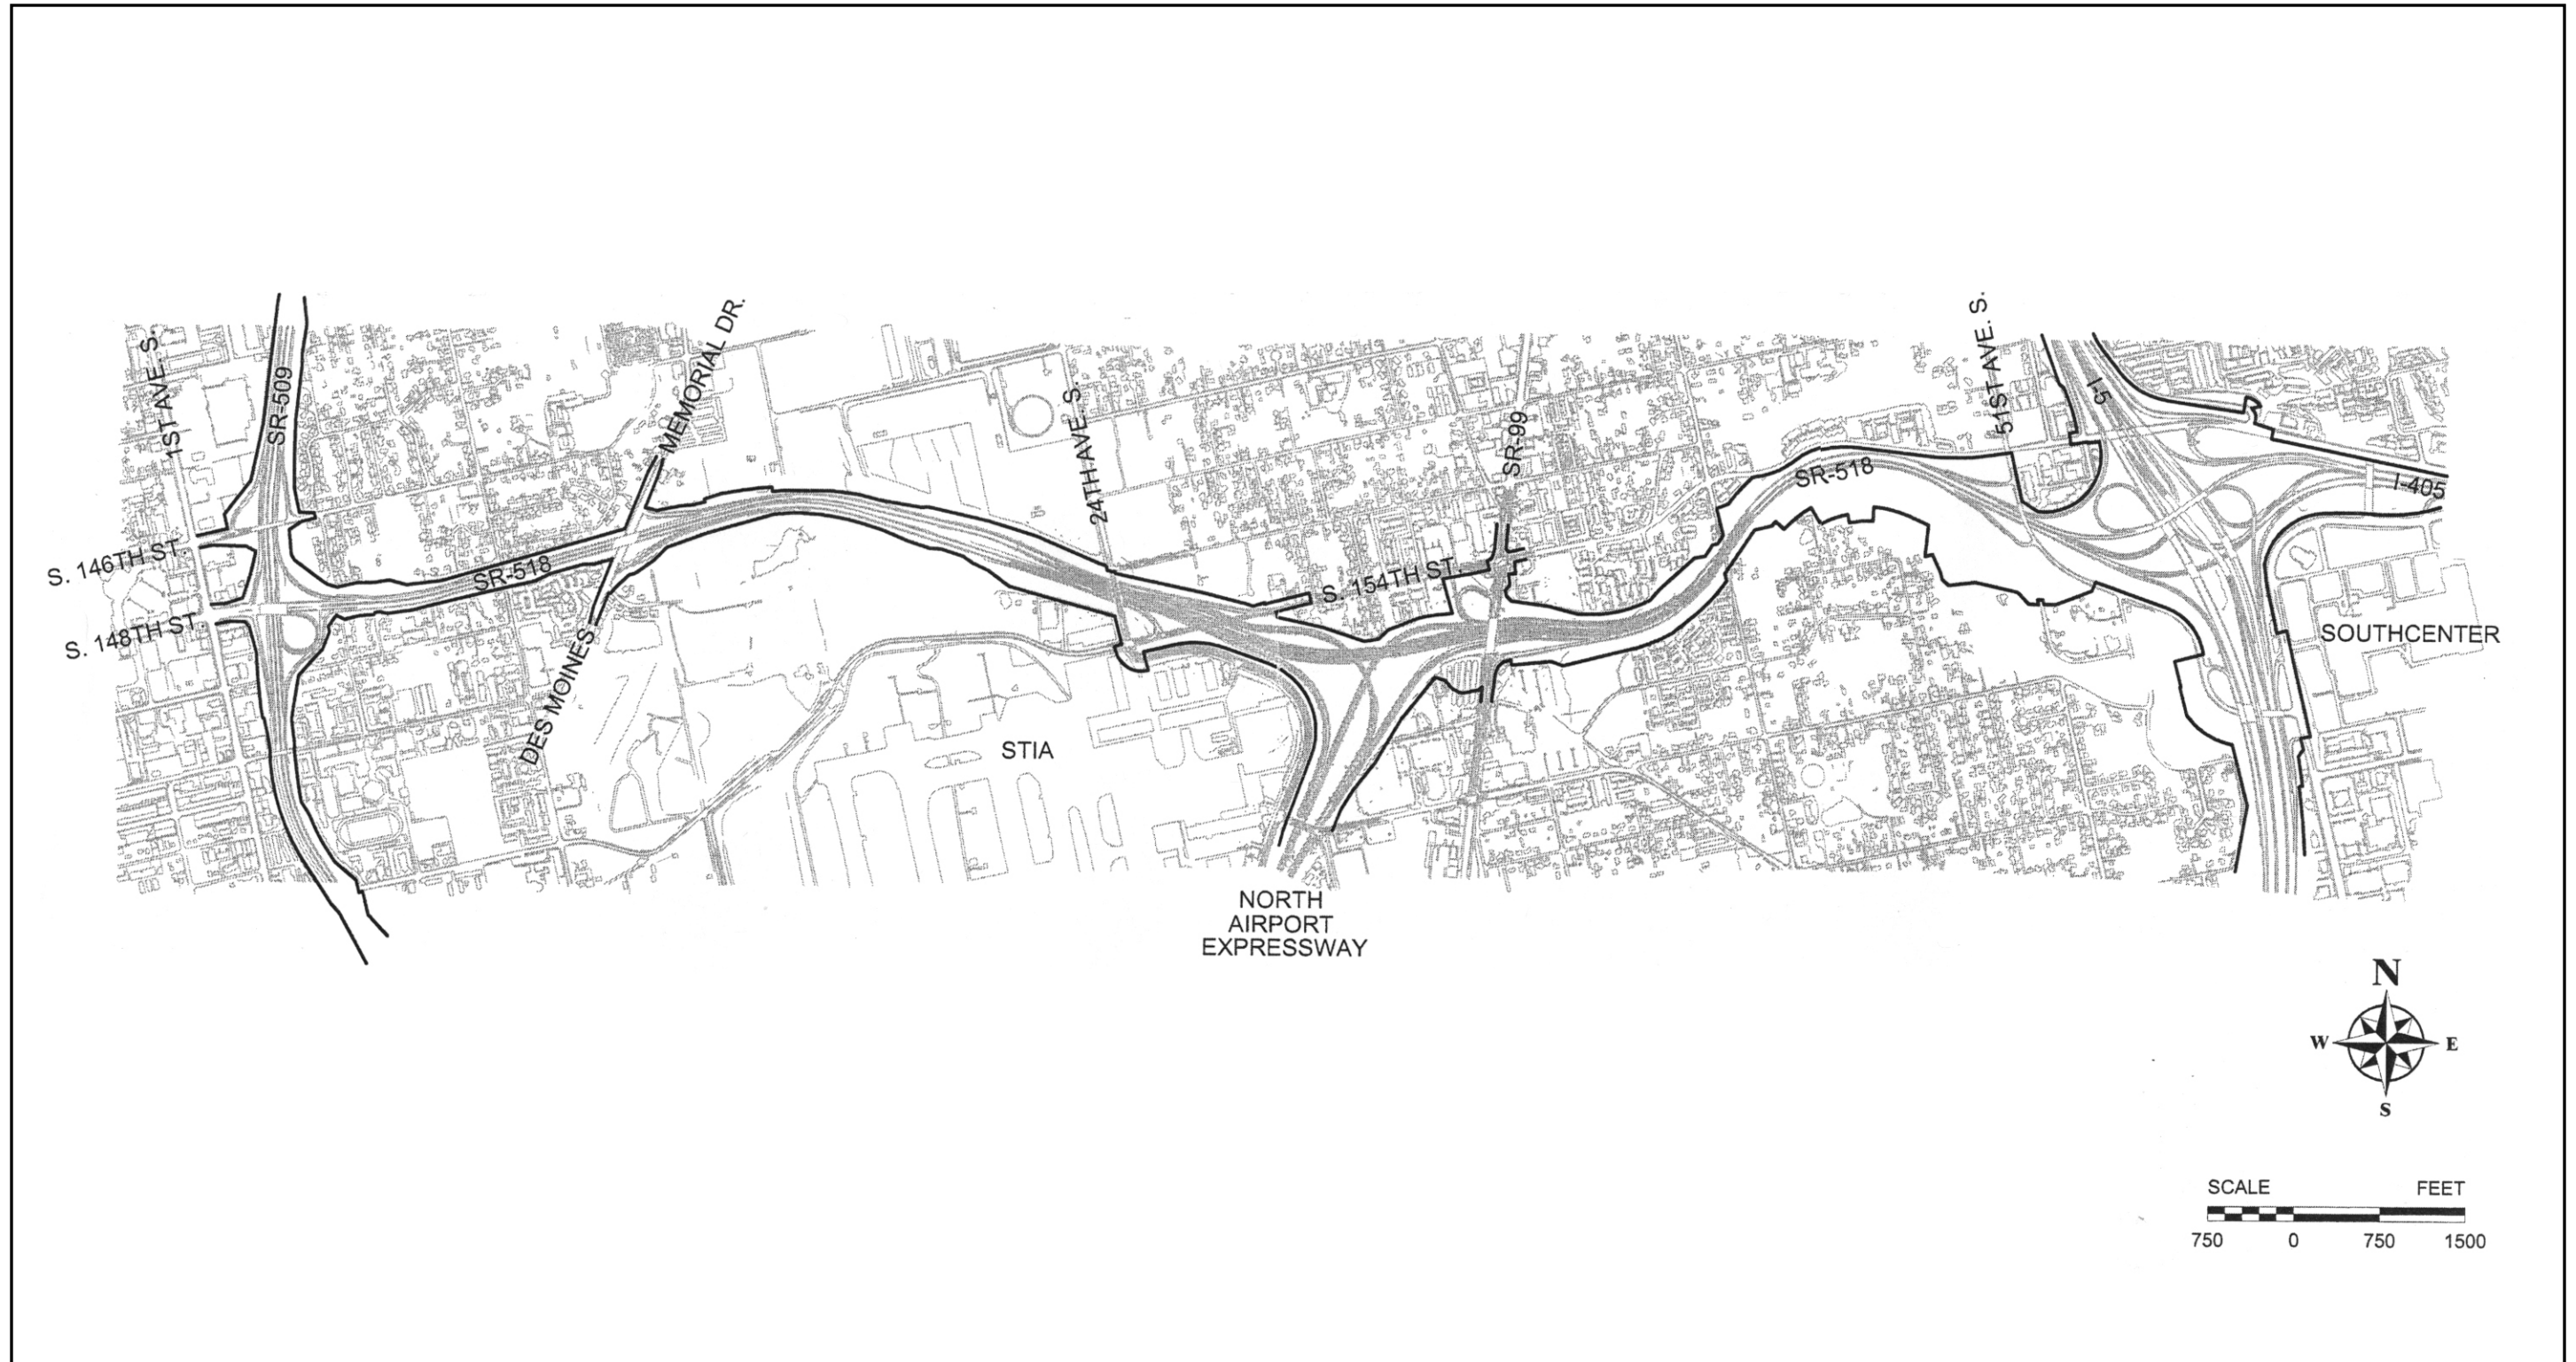 1ST AVE. S.
SR-509
MEMORIAL DR.
DES MOINES
24TH AVE. S.
SR-99
51ST AVE. S.
I-5
SR-518
I-405
S. 146TH ST.
SR-518
S. 154TH ST.
S. 148TH ST.
SOUTHCENTER
STIA
NORTH
AIRPORT
EXPRESSWAY
N
W
E
S
SCALE FEET
750 0 750 1500